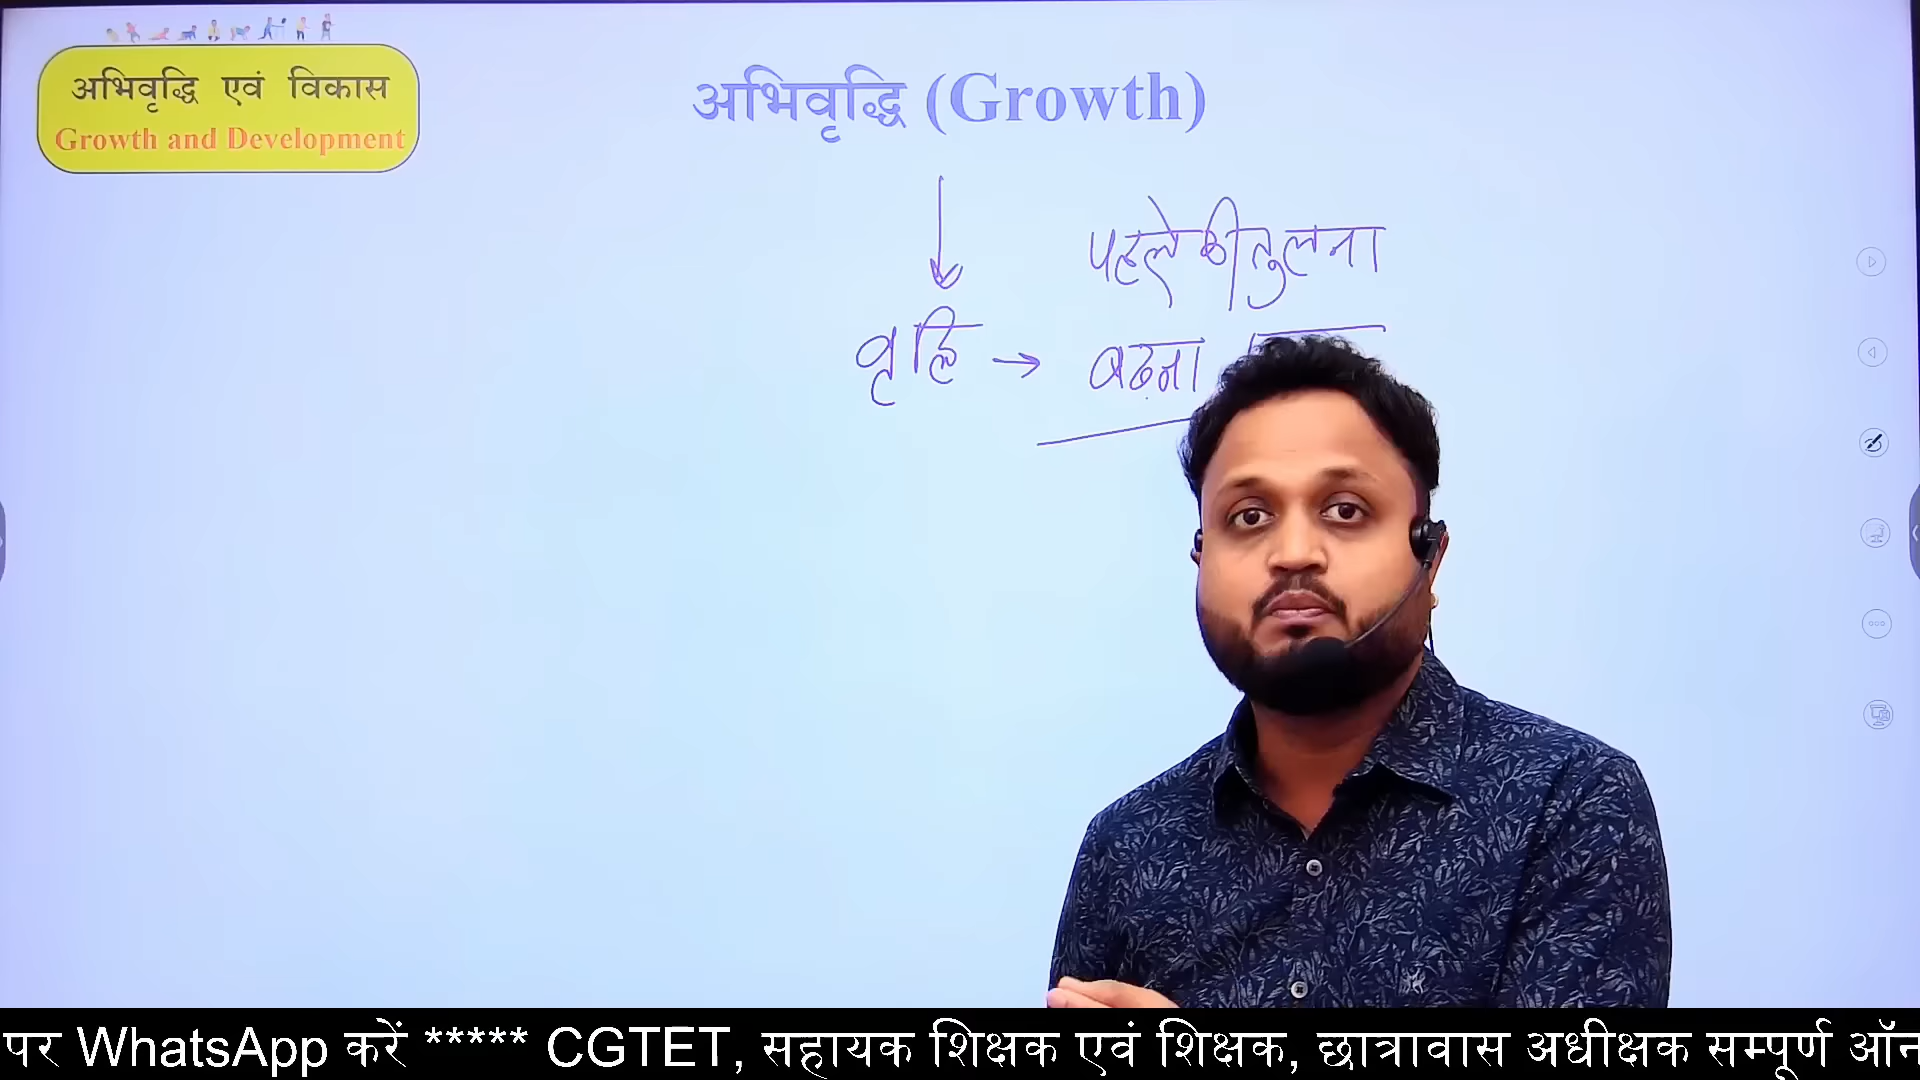 अभिवृद्धि एवं विकास
Growth and Development
अभिवृद्धि (Growth)
पहले की तुलना
वृद्धि → बढना
पर WhatsApp करें ***** CGTET, सहायक शिक्षक एवं शिक्षक, छात्रावास अधीक्षक सम्पूर्ण ऑन